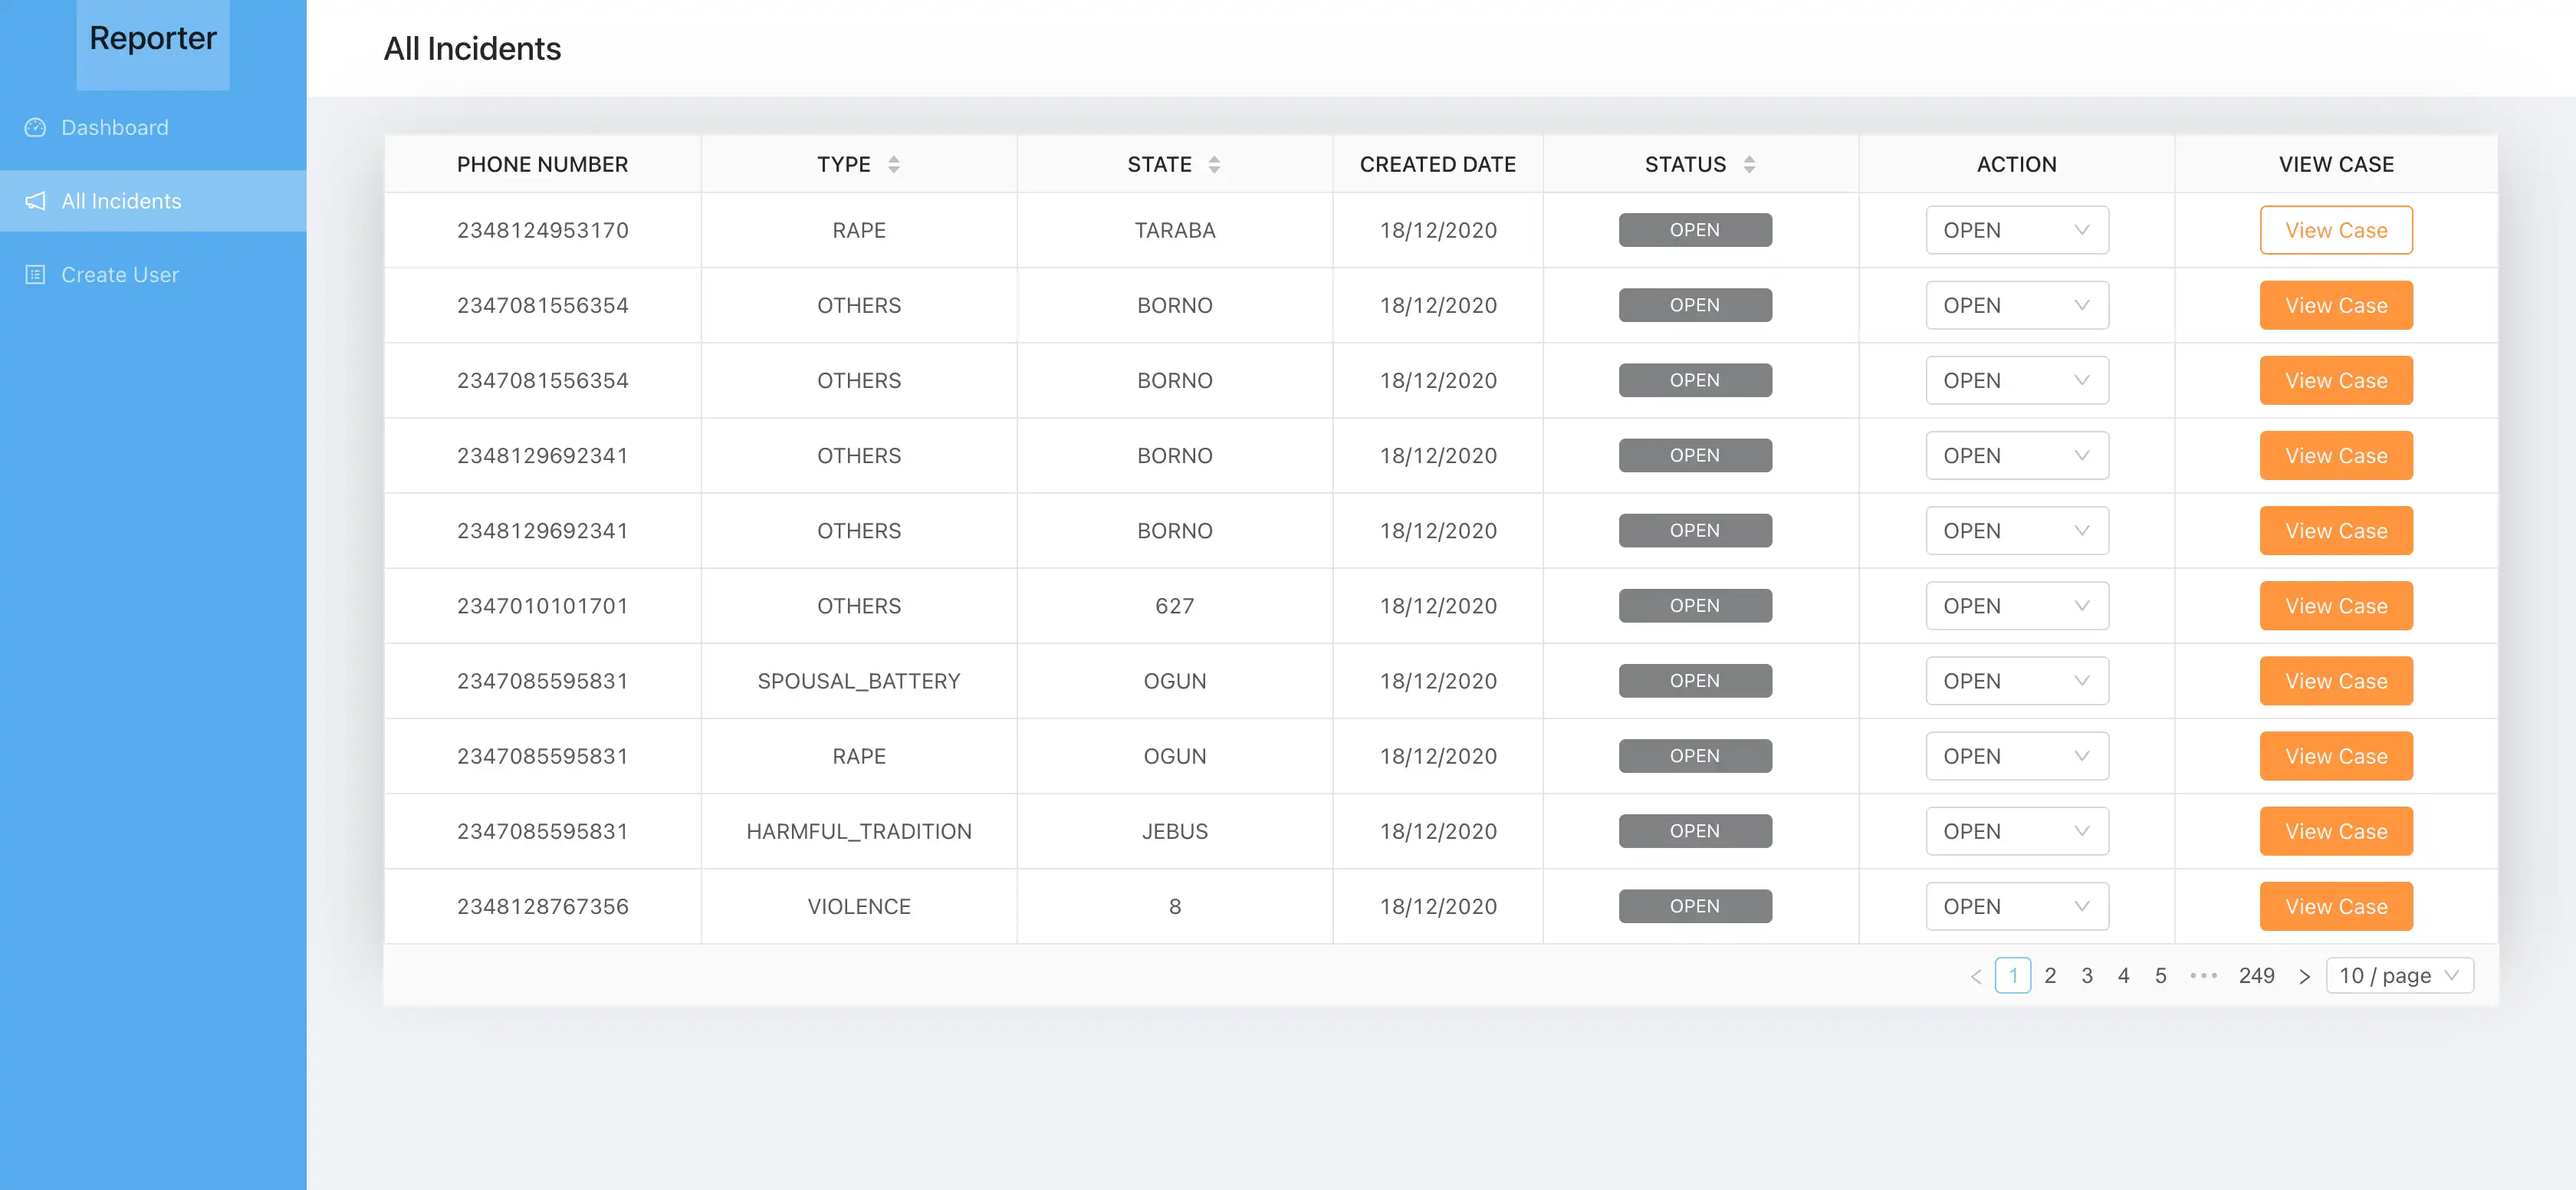 Reporter
Dashboard
All Incidents
Create User
All Incidents
PHONE NUMBER TYPE STATE CREATED DATE STATUS ACTION VIEW CASE
2348124953170 RAPE TARABA 18/12/2020 OPEN OPEN View Case
2347081556354 OTHERS BORNO 18/12/2020 OPEN OPEN View Case
2347081556354 OTHERS BORNO 18/12/2020 OPEN OPEN View Case
2348129692341 OTHERS BORNO 18/12/2020 OPEN OPEN View Case
2348129692341 OTHERS BORNO 18/12/2020 OPEN OPEN View Case
2347010101701 OTHERS 627 18/12/2020 OPEN OPEN View Case
2347085595831 SPOUSAL_BATTERY OGUN 18/12/2020 OPEN OPEN View Case
2347085595831 RAPE OGUN 18/12/2020 OPEN OPEN View Case
2347085595831 HARMFUL_TRADITION JEBUS 18/12/2020 OPEN OPEN View Case
2348128767356 VIOLENCE 8 18/12/2020 OPEN OPEN View Case
< 1 2 3 4 5 ••• 249 > 10 / page